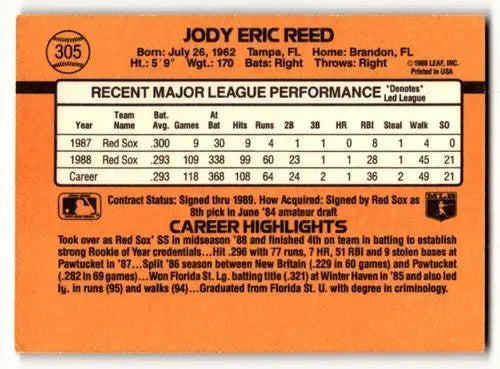 305
JODY ERIC REED
Born: July 26, 1962 Tampa, FL Home: Brandon, FL
Ht.: 5' 9" Wgt.: 170 Bats: Right Throws: Right
©1988 LEAF, INC.
Printed in USA
RECENT MAJOR LEAGUE PERFORMANCE *Denotes* Led League
Year Team Name Bat. Avg. Games At Bat Hits Runs 2B 3B HR RBI Steal Walk SO
1987 Red Sox .300 9 30 9 4 1 1 0 8 1 4 0
1988 Red Sox .293 109 338 99 60 23 1 1 28 1 45 21
Career .293 118 368 108 64 24 2 1 36 2 49 21
Contract Status: Signed thru 1989. How Acquired: Signed by Red Sox as
8th pick in June '84 amateur draft
MLB
CAREER HIGHLIGHTS
Took over as Red Sox' SS in midseason '88 and finished 4th on team in batting to establish
strong Rookie of Year credentials...Hit .296 with 77 runs, 7 HR, 51 RBI and 9 stolen bases at
Pawtucket in '87...Split '86 season between New Britain (.229 in 60 games) and Pawtucket
(.282 in 69 games)...Won Florida St. Lg. batting title (.321) at Winter Haven in '85 and also led
lg. in runs (95) and walks (94)...Graduated from Florida St. U. with degree in criminology.